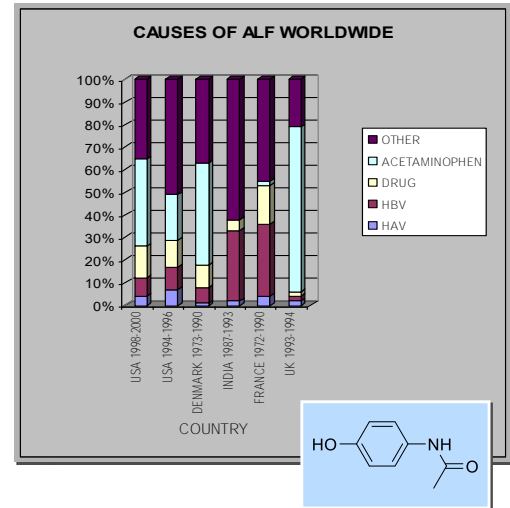 CAUSES OF ALF WORLDWIDE
100%
90%
80%
70%
60%
50%
40%
30%
20%
10%
0%
USA 1998-2000
USA 1994-1996
DENMARK 1973-1990
INDIA 1987-1993
FRANCE 1972-1990
UK 1993-1994
COUNTRY
OTHER
ACETAMINOPHEN
DRUG
HBV
HAV
HO
NH
O